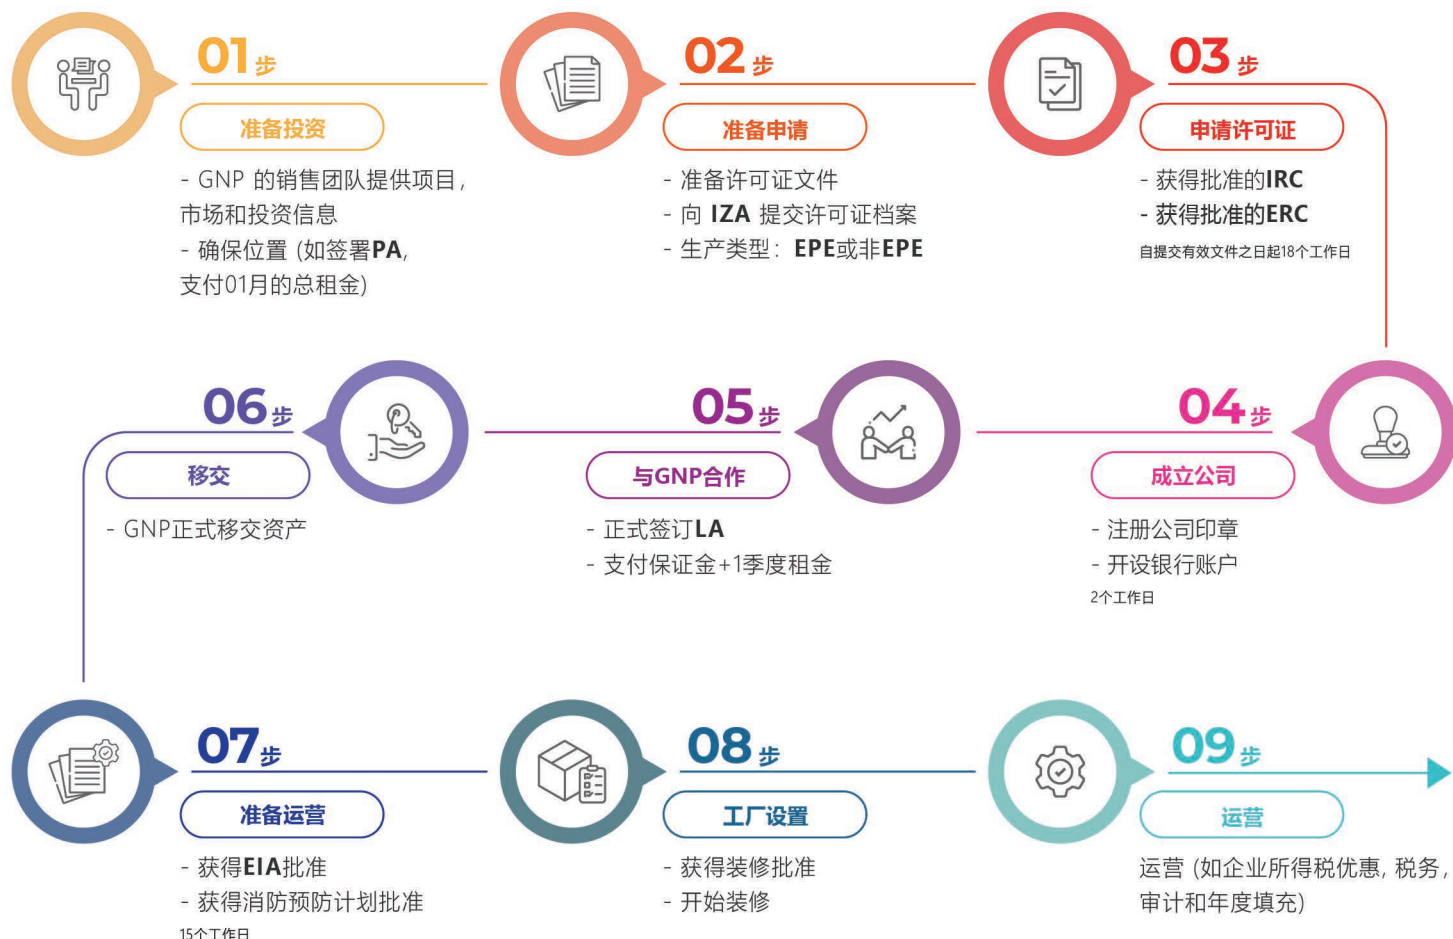 01步
准备投资
- GNP 的销售团队提供项目,
市场和投资信息
- 确保位置 (如签署PA,
支付01月的总租金)
02步
准备申请
- 准备许可证文件
- 向 IZA 提交许可证档案
- 生产类型: EPE或非EPE
03步
申请许可证
- 获得批准的IRC
- 获得批准的ERC
自提交有效文件之日起18个工作日
04步
成立公司
- 注册公司印章
- 开设银行账户
2个工作日
05步
与GNP合作
- 正式签订LA
- 支付保证金+1季度租金
06步
移交
- GNP正式移交资产
07步
准备运营
- 获得EIA批准
- 获得消防预防计划批准
15个工作日
08步
工厂设置
- 获得装修批准
- 开始装修
09步
运营
运营 (如企业所得税优惠, 税务,
审计和年度填充)